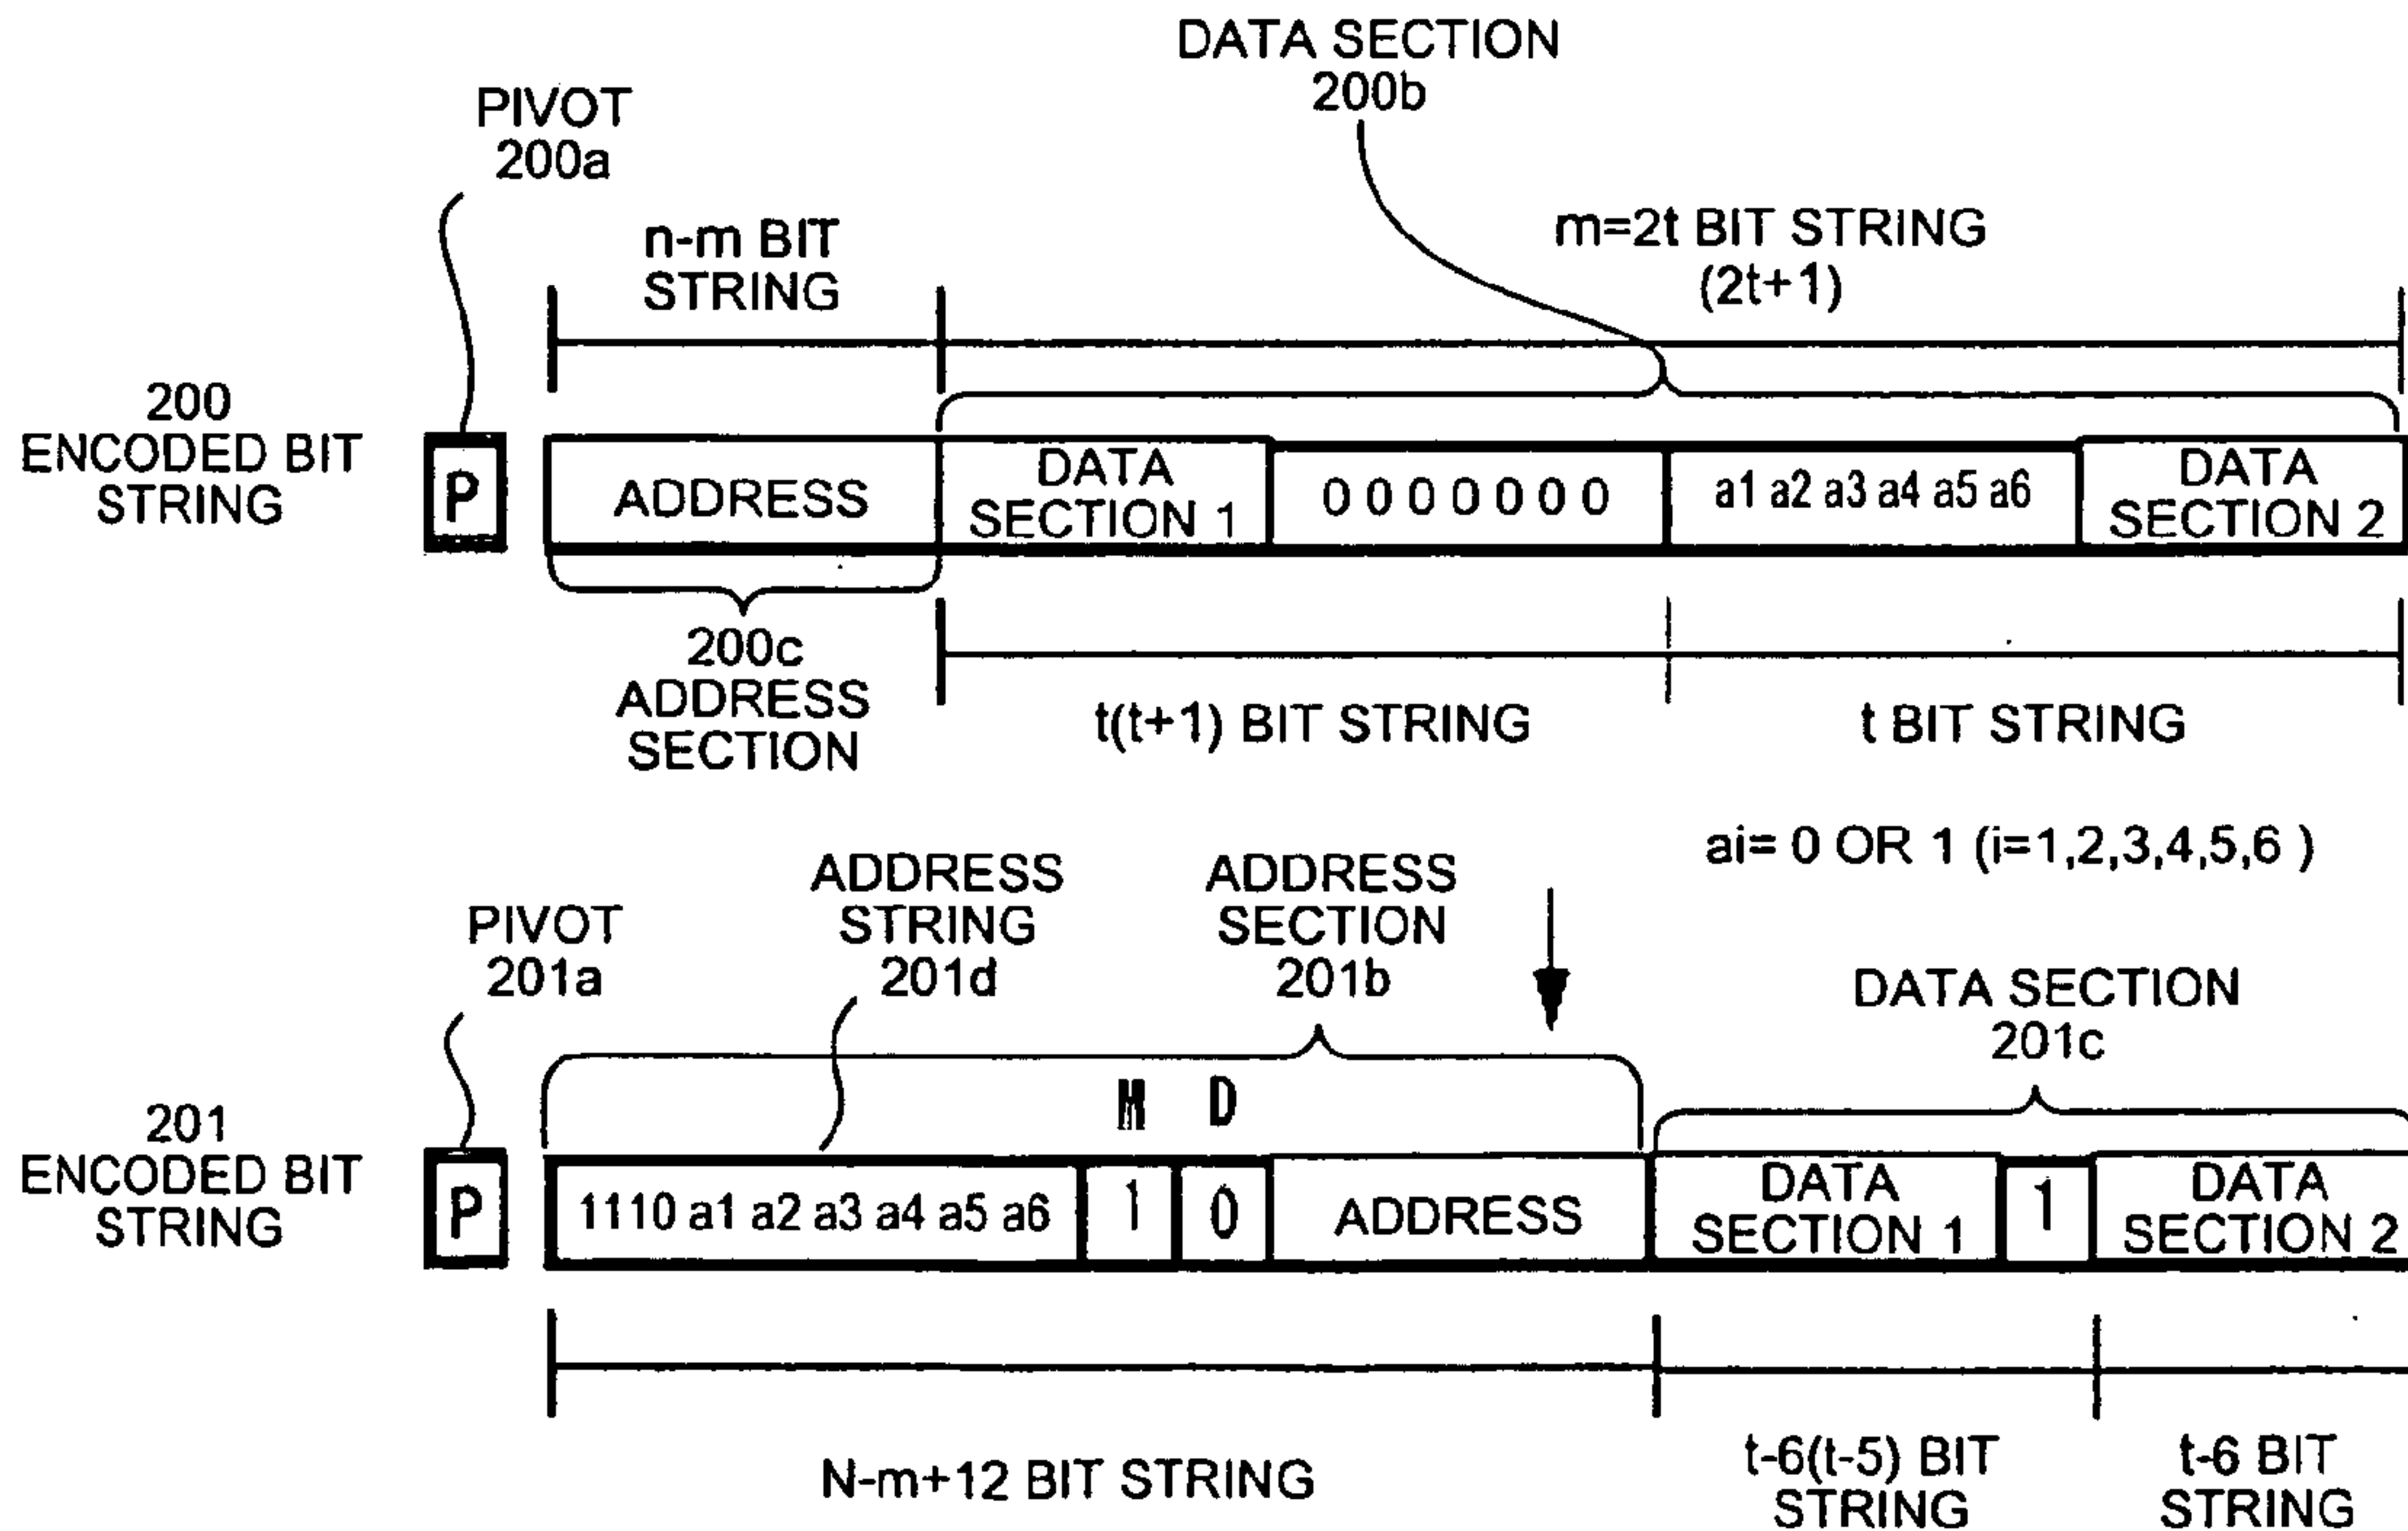 DATA SECTION
200b
PIVOT
200a
n-m BIT
STRING
m=2t BIT STRING
(2t+1)
200
ENCODED BIT
STRING
P
ADDRESS
DATA
SECTION 1
0 0 0 0 0 0 0
a1 a2 a3 a4 a5 a6
DATA
SECTION 2
200c
ADDRESS
SECTION
t(t+1) BIT STRING
t BIT STRING
ai= 0 OR 1 (i=1,2,3,4,5,6 )
PIVOT
201a
ADDRESS
STRING
201d
ADDRESS
SECTION
201b
DATA SECTION
201c
M D
201
ENCODED BIT
STRING
P
1110 a1 a2 a3 a4 a5 a6
1
0
ADDRESS
DATA
SECTION 1
1
DATA
SECTION 2
N-m+12 BIT STRING
t-6(t-5) BIT
STRING
t-6 BIT
STRING